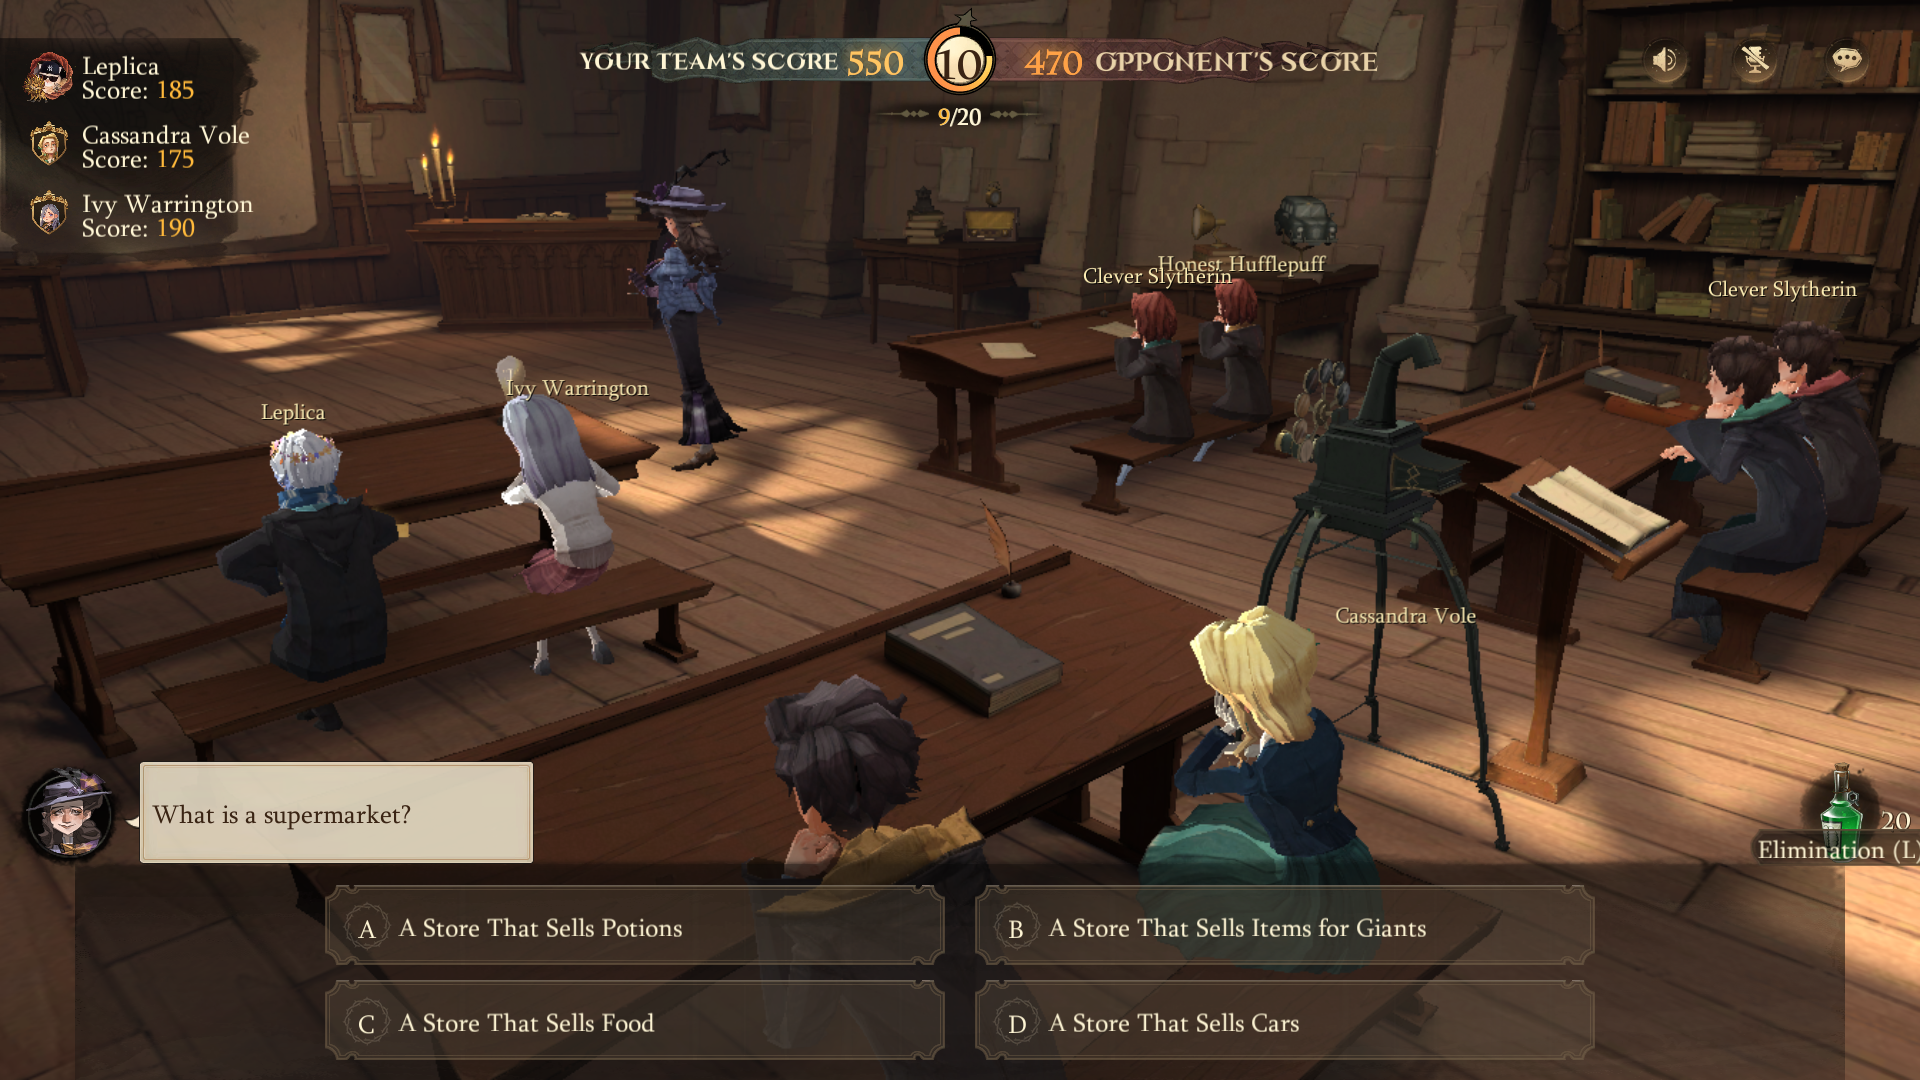 Leplica
Score: 185
Cassandra Vole
Score: 175
Ivy Warrington
Score: 190
YOUR TEAM'S SCORE 550
10
470 OPPONENT'S SCORE
9/20
Honest Hufflepuff
Clever Slytherin
Clever Slytherin
Ivy Warrington
Leplica
Cassandra Vole
What is a supermarket?
20
Elimination (L)
A A Store That Sells Potions
B A Store That Sells Items for Giants
C A Store That Sells Food
D A Store That Sells Cars